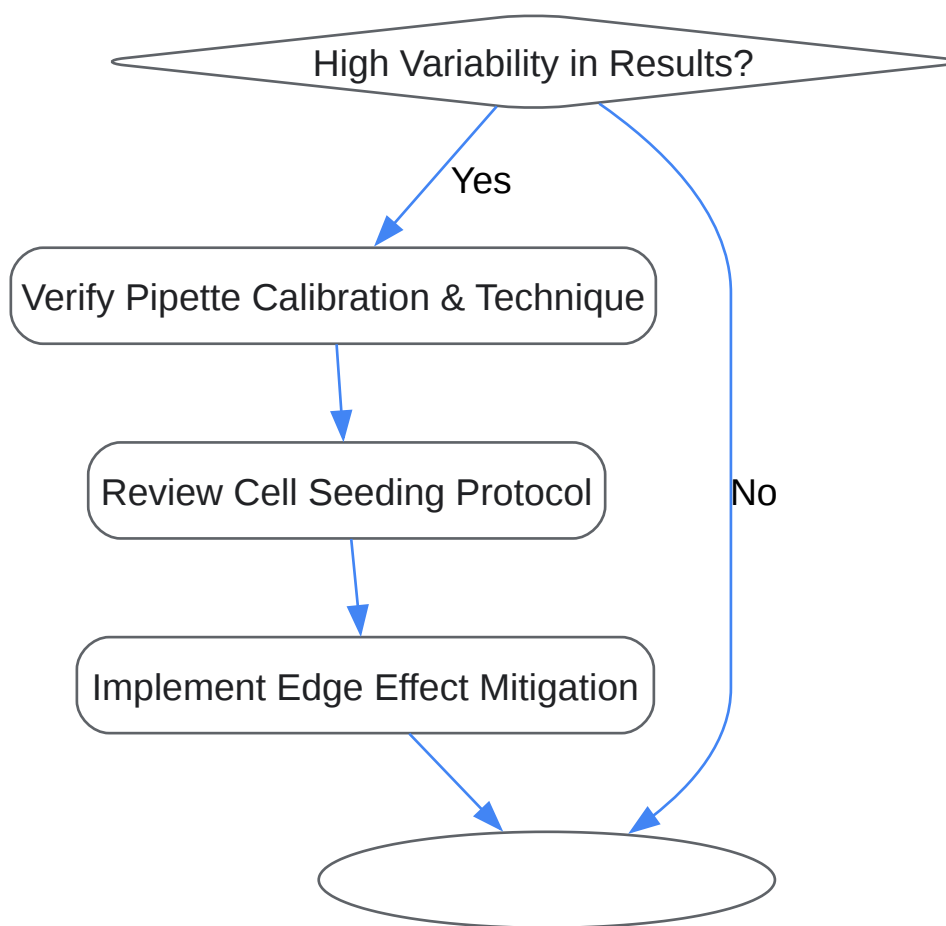 High Variability in Results?
Yes
Verify Pipette Calibration & Technique
Review Cell Seeding Protocol
No
Implement Edge Effect Mitigation